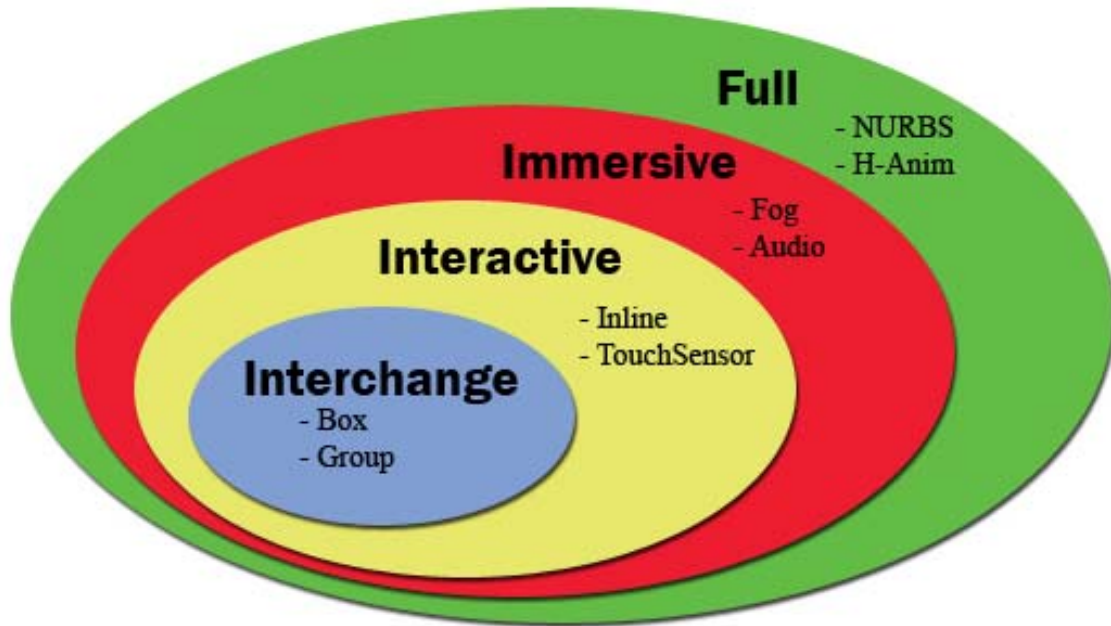 Full
- NURBS
- H-Anim
Immersive
- Fog
- Audio
Interactive
- Inline
- TouchSensor
Interchange
- Box
- Group